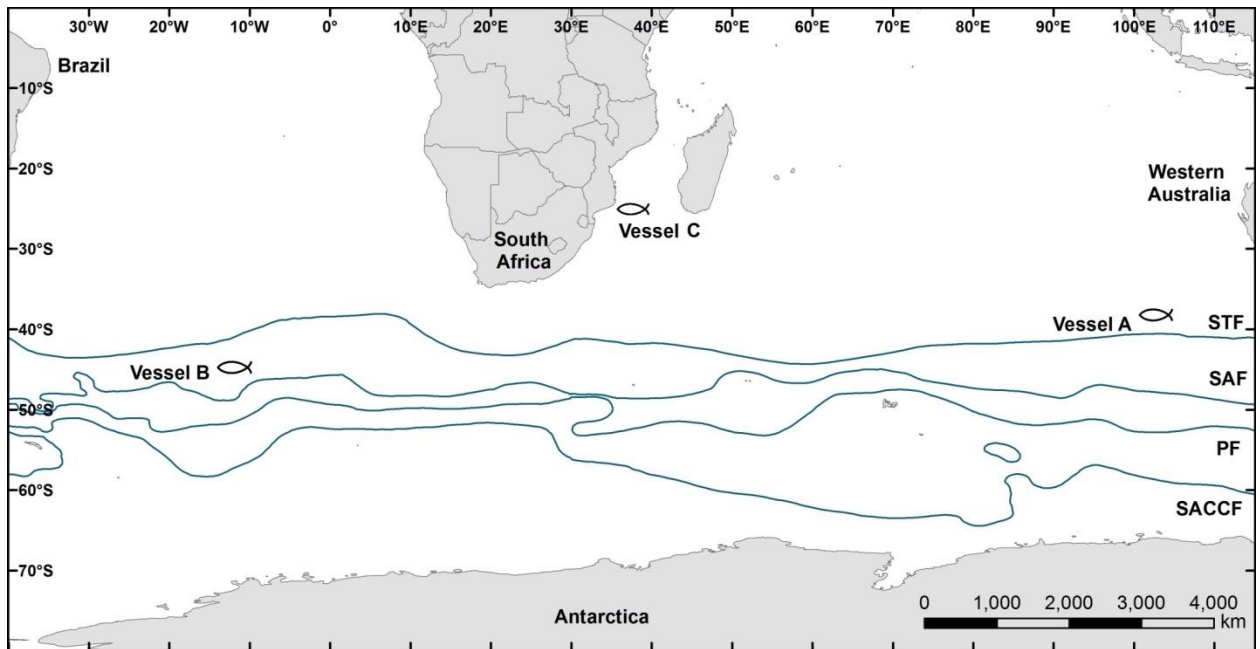 30°W 20°W 10°W 0° 10°E 20°E 30°E 40°E 50°E 60°E 70°E 80°E 90°E 100°E 110°E
Brazil
10°S
20°S
Western
Australia
Vessel C
30°S
South
Africa
40°S
Vessel A
STF
Vessel B
SAF
50°S
PF
60°S
SACCF
70°S
Antarctica
0 1,000 2,000 3,000 4,000
km